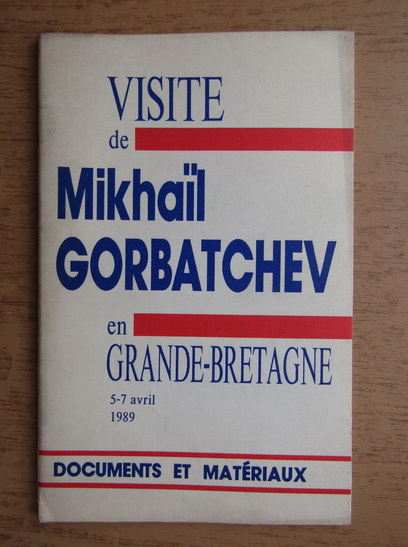 VISITE
de
Mikhaïl
GORBATCHEV
en
GRANDE-BRETAGNE
5-7 avril
1989
DOCUMENTS ET MATÉRIAUX